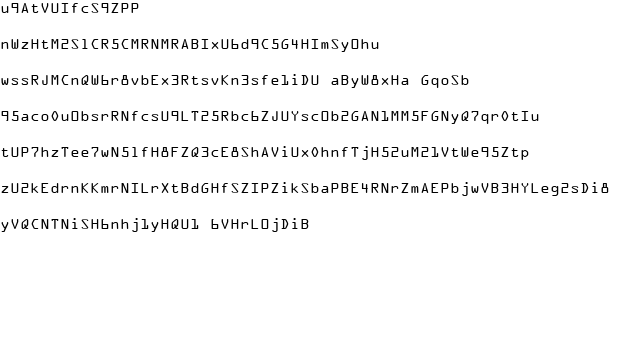 u9AtVUIfcS9ZPP
nWzHtM2SlCR5CMRNMRABIxU6d9C5G4HImSyOhu
wssRJMCnQW6r8vbEx3RtsvKn3sfe1iDU aByW8xHa GqoSb
95aco0uObsrRNfcsU9LT25Rbc6ZJUYscOb2GAN1MM5FGNyQ7qr0tIu
tUP7hzTee7wN5lfH8FZQ3cE8ShAViUx0hnfTjH52uM21VtWe95Ztp
zU2kEdrnKKmrNILrXtBdGHfSZIPZikSbaPBE4RNrZmAEPbjwVB3HYLeg2sDi8
yVQCNTNiSH6nhj1yHQU1 6VHrLOjDiB